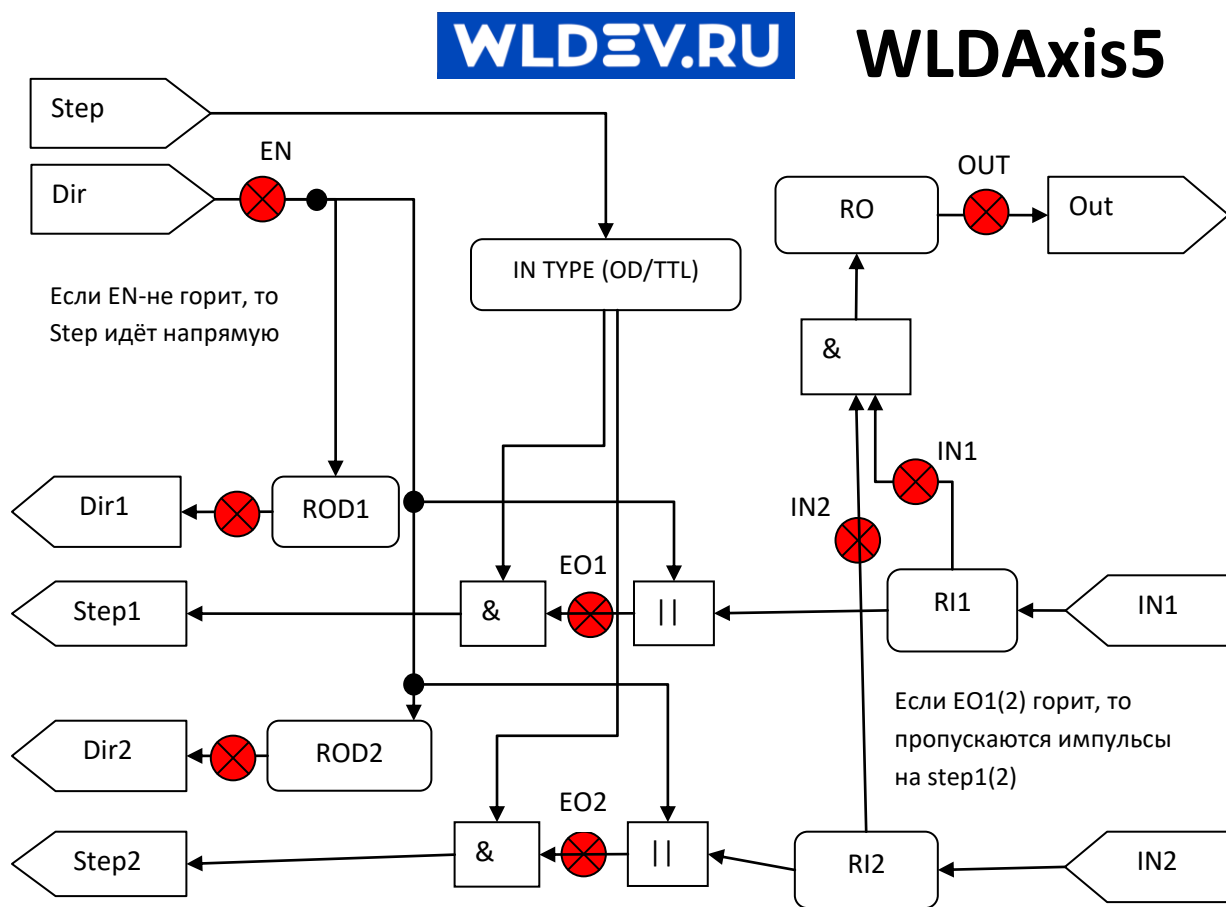 WLDEV.RU
WLDAxis5
Step
EN
Dir
OUT
RO
Out
IN TYPE (OD/TTL)
Если EN-не горит, то
Step идёт напрямую
&
IN1
IN2
Dir1
ROD1
EO1
Step1
&
||
RI1
IN1
Если EO1(2) горит, то
пропускаются импульсы
на step1(2)
Dir2
ROD2
EO2
Step2
&
||
RI2
IN2